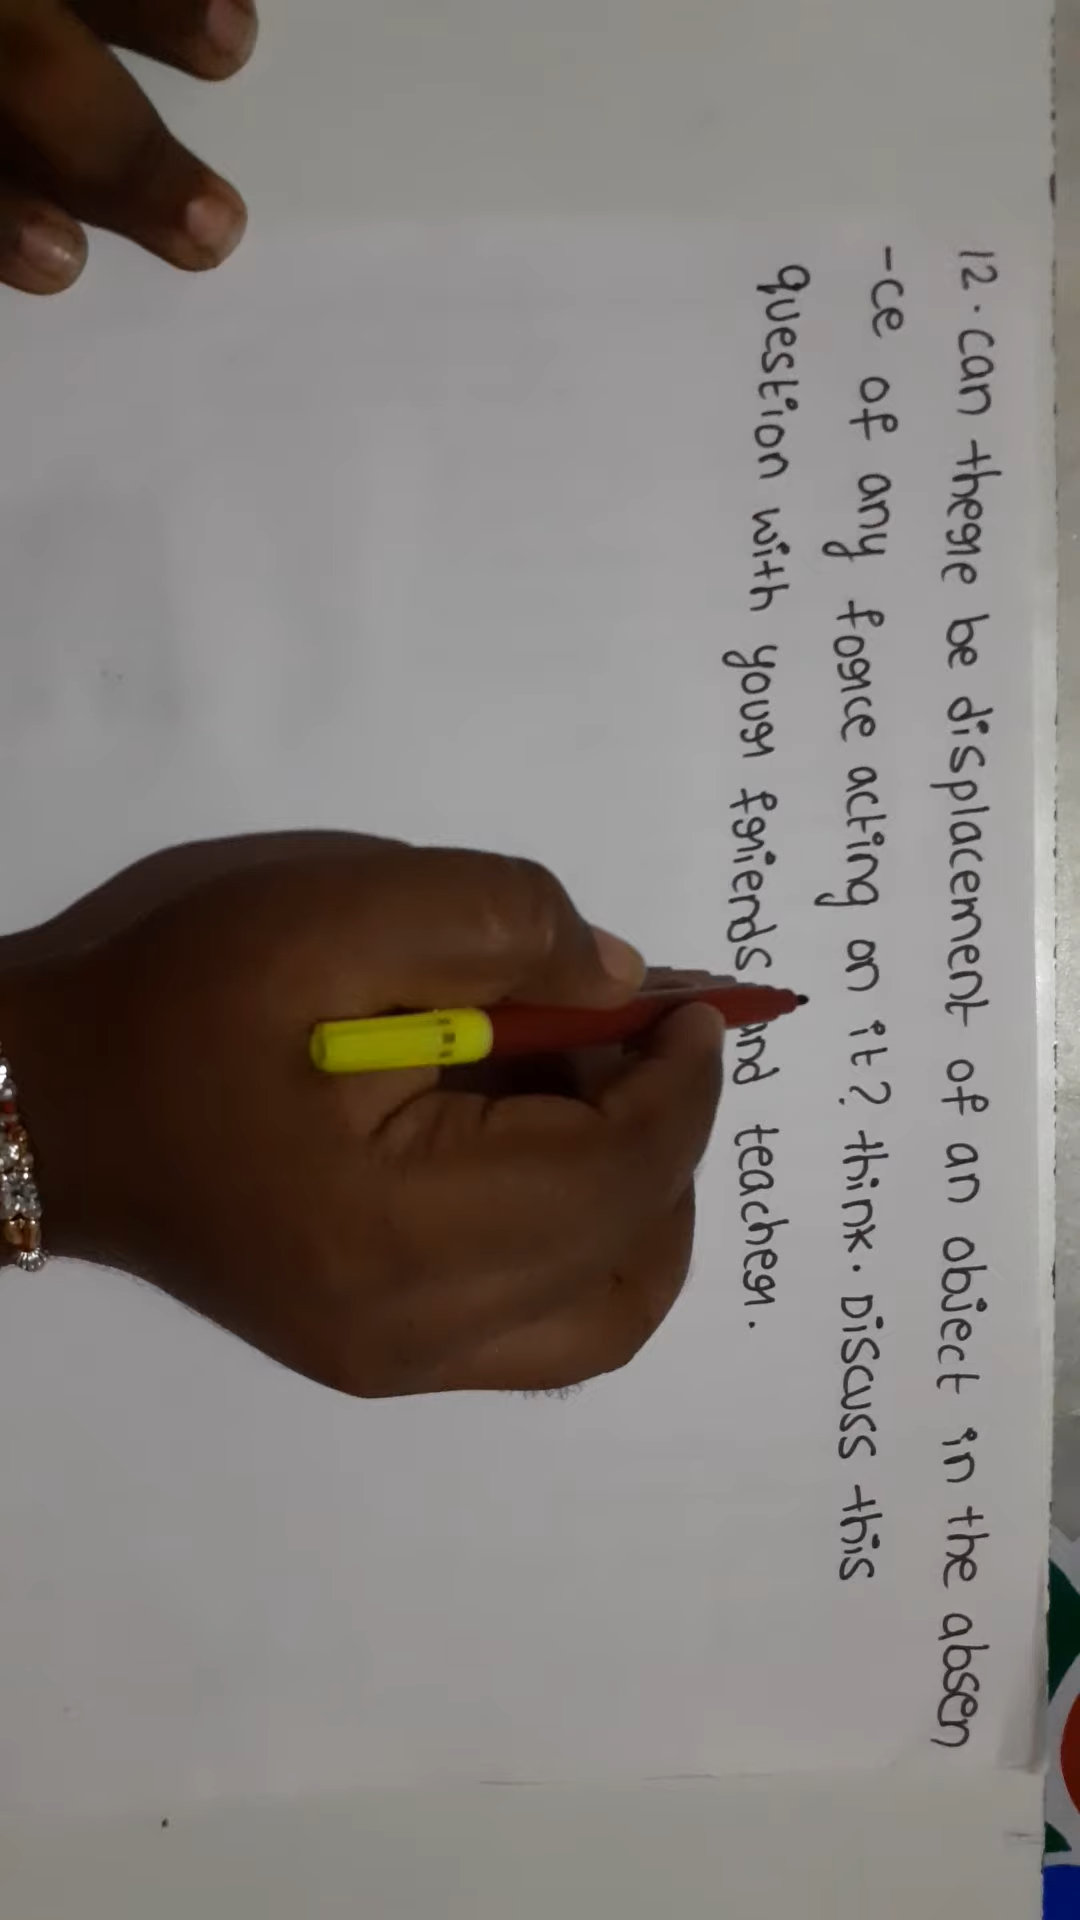 12. can there be displacement of an object in the absen
-ce of any force acting on it? think. Discuss this
question with your friends and teacher.